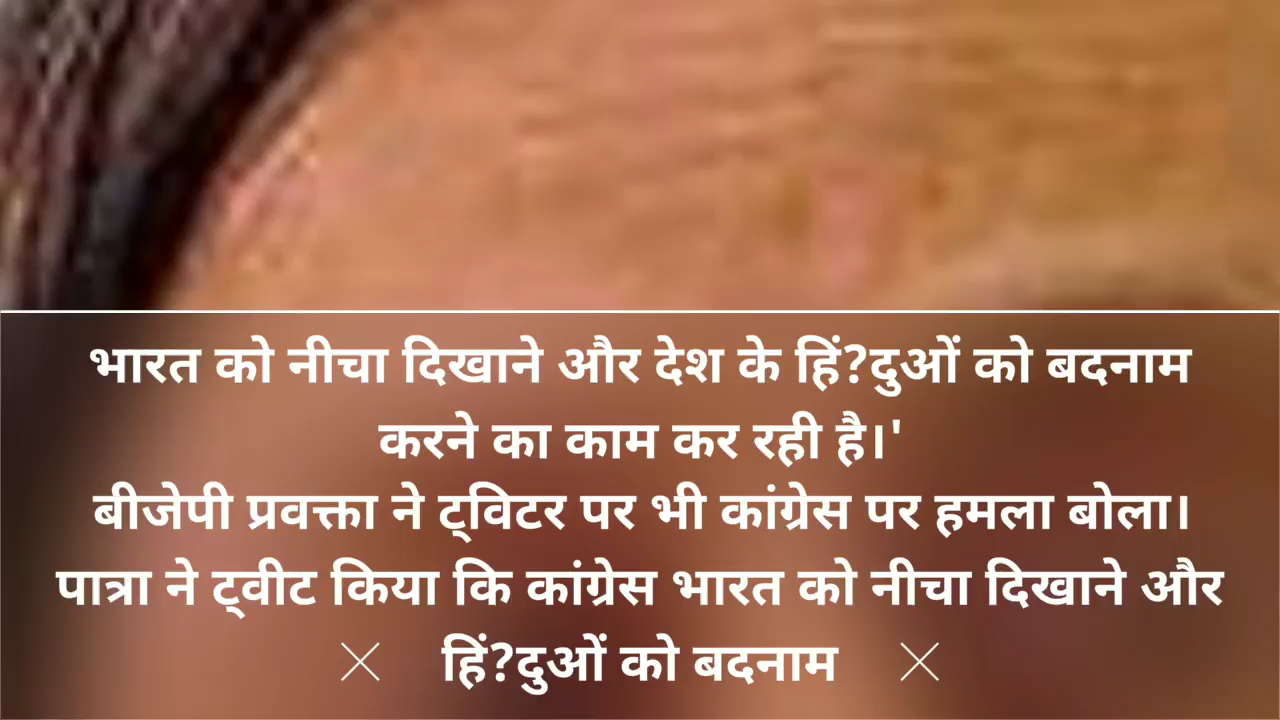 भारत को नीचा दिखाने और देश के हिं?दुओं को बदनाम
करने का काम कर रही है।'
बीजेपी प्रवक्ता ने ट्विटर पर भी कांग्रेस पर हमला बोला।
पात्रा ने ट्वीट किया कि कांग्रेस भारत को नीचा दिखाने और
हिं?दुओं को बदनाम